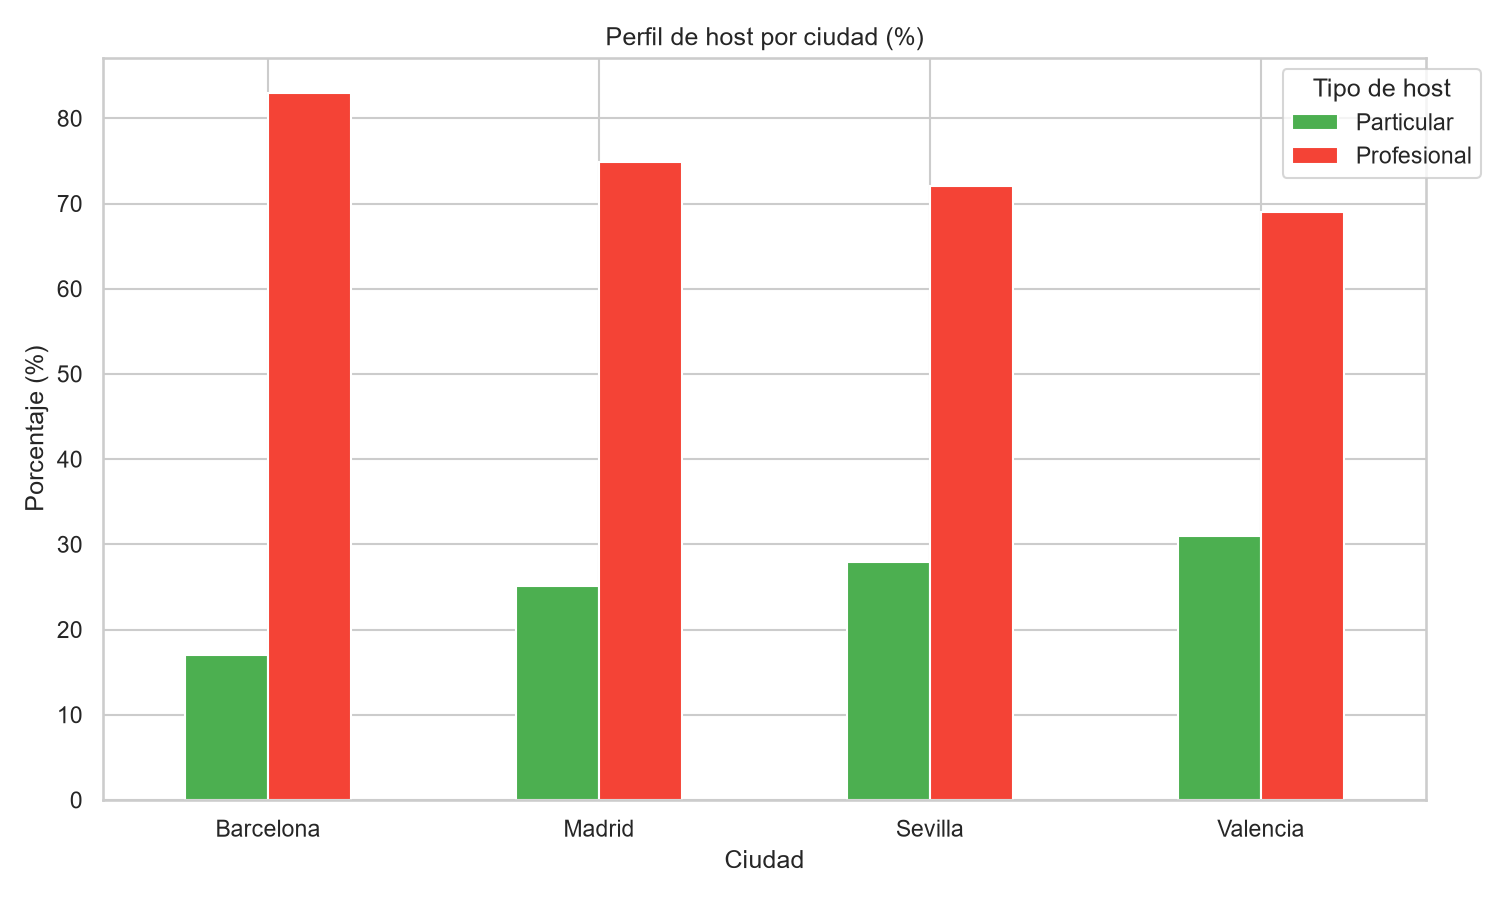 Perfil de host por ciudad (%)
Tipo de host
Particular
Profesional
Porcentaje (%)
80
70
60
50
40
30
20
10
0
Barcelona Madrid Sevilla Valencia
Ciudad